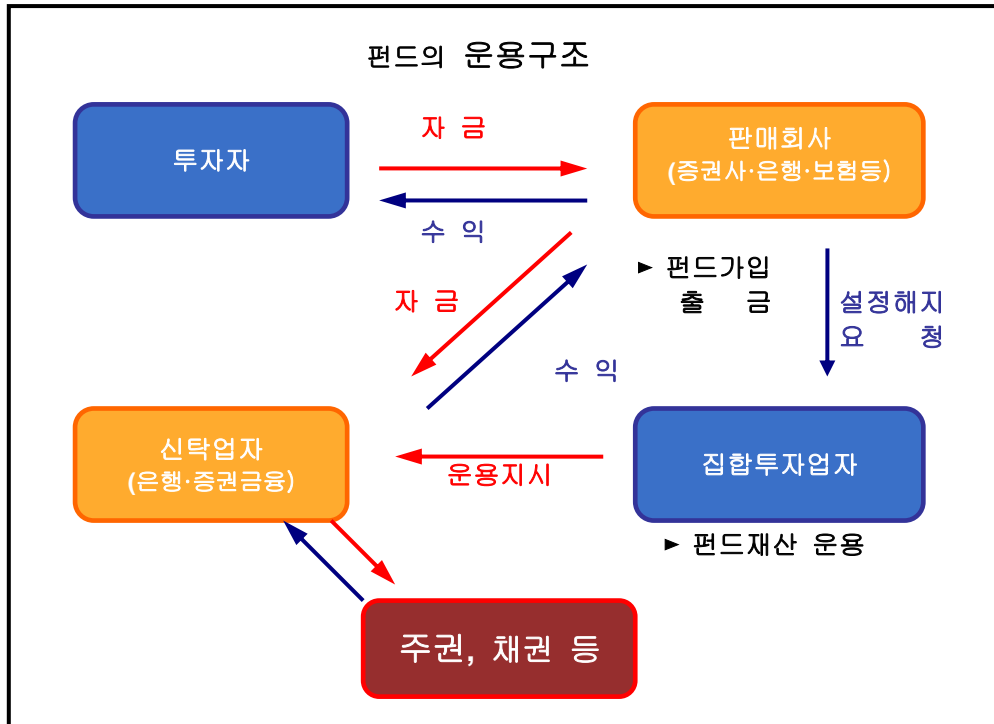 펀드의 운용구조
투자자
자 금
수 익
판매회사
(증권사·은행·보험등)
► 펀드가입
출 금
설정해지
요 청
자 금
수 익
신탁업자
(은행·증권금융)
운용지시
집합투자업자
► 펀드재산 운용
주권, 채권 등